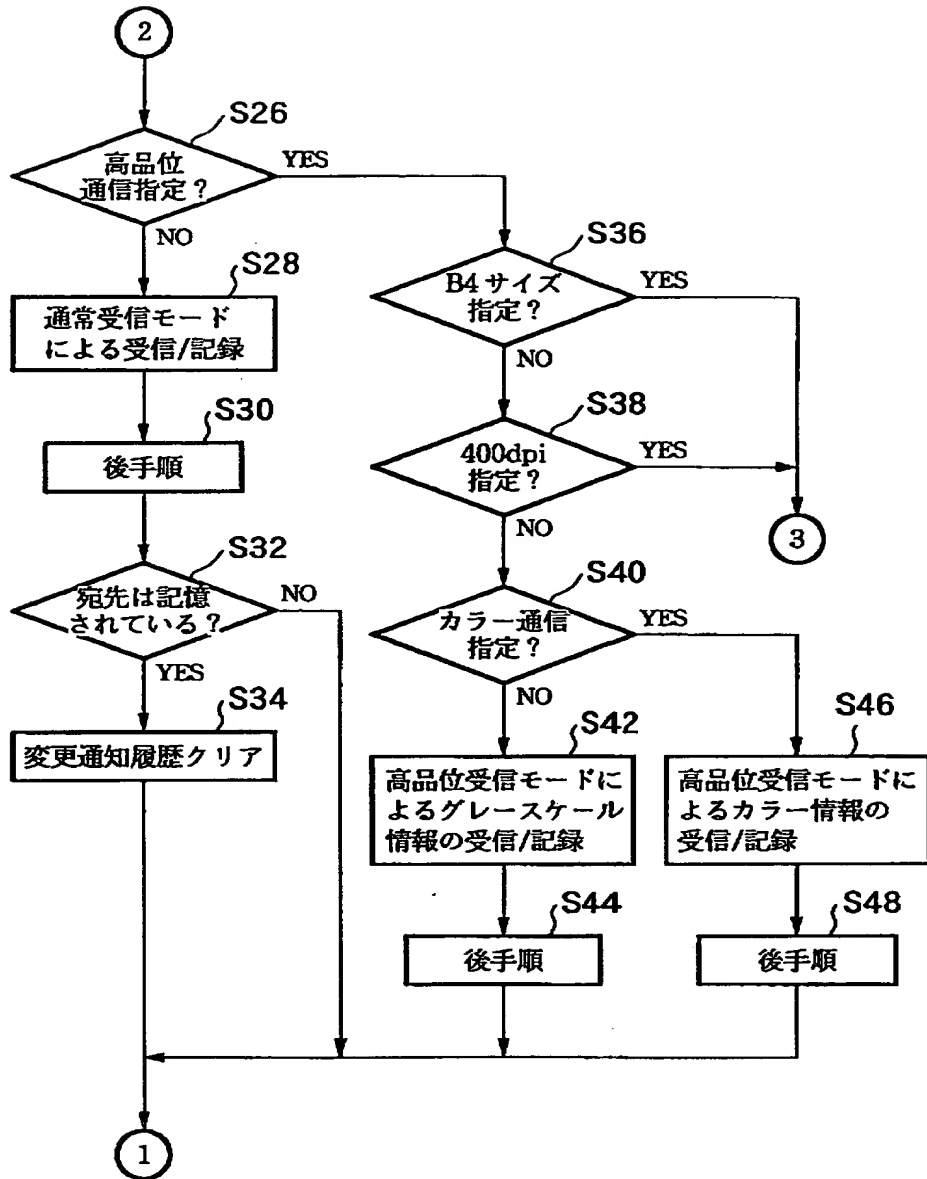 2
S26
高品位
通信指定？
YES
NO
S28
通常受信モード
による受信/記録
S30
後手順
S32
宛先は記憶
されている？
NO
YES
S34
変更通知履歴クリア
S36
B4サイズ
指定？
YES
NO
S38
400dpi
指定？
YES
NO
3
S40
カラー通信
指定？
YES
NO
S42
高品位受信モードに
よるグレースケール
情報の受信/記録
S44
後手順
S46
高品位受信モードに
よるカラー情報の
受信/記録
S48
後手順
1